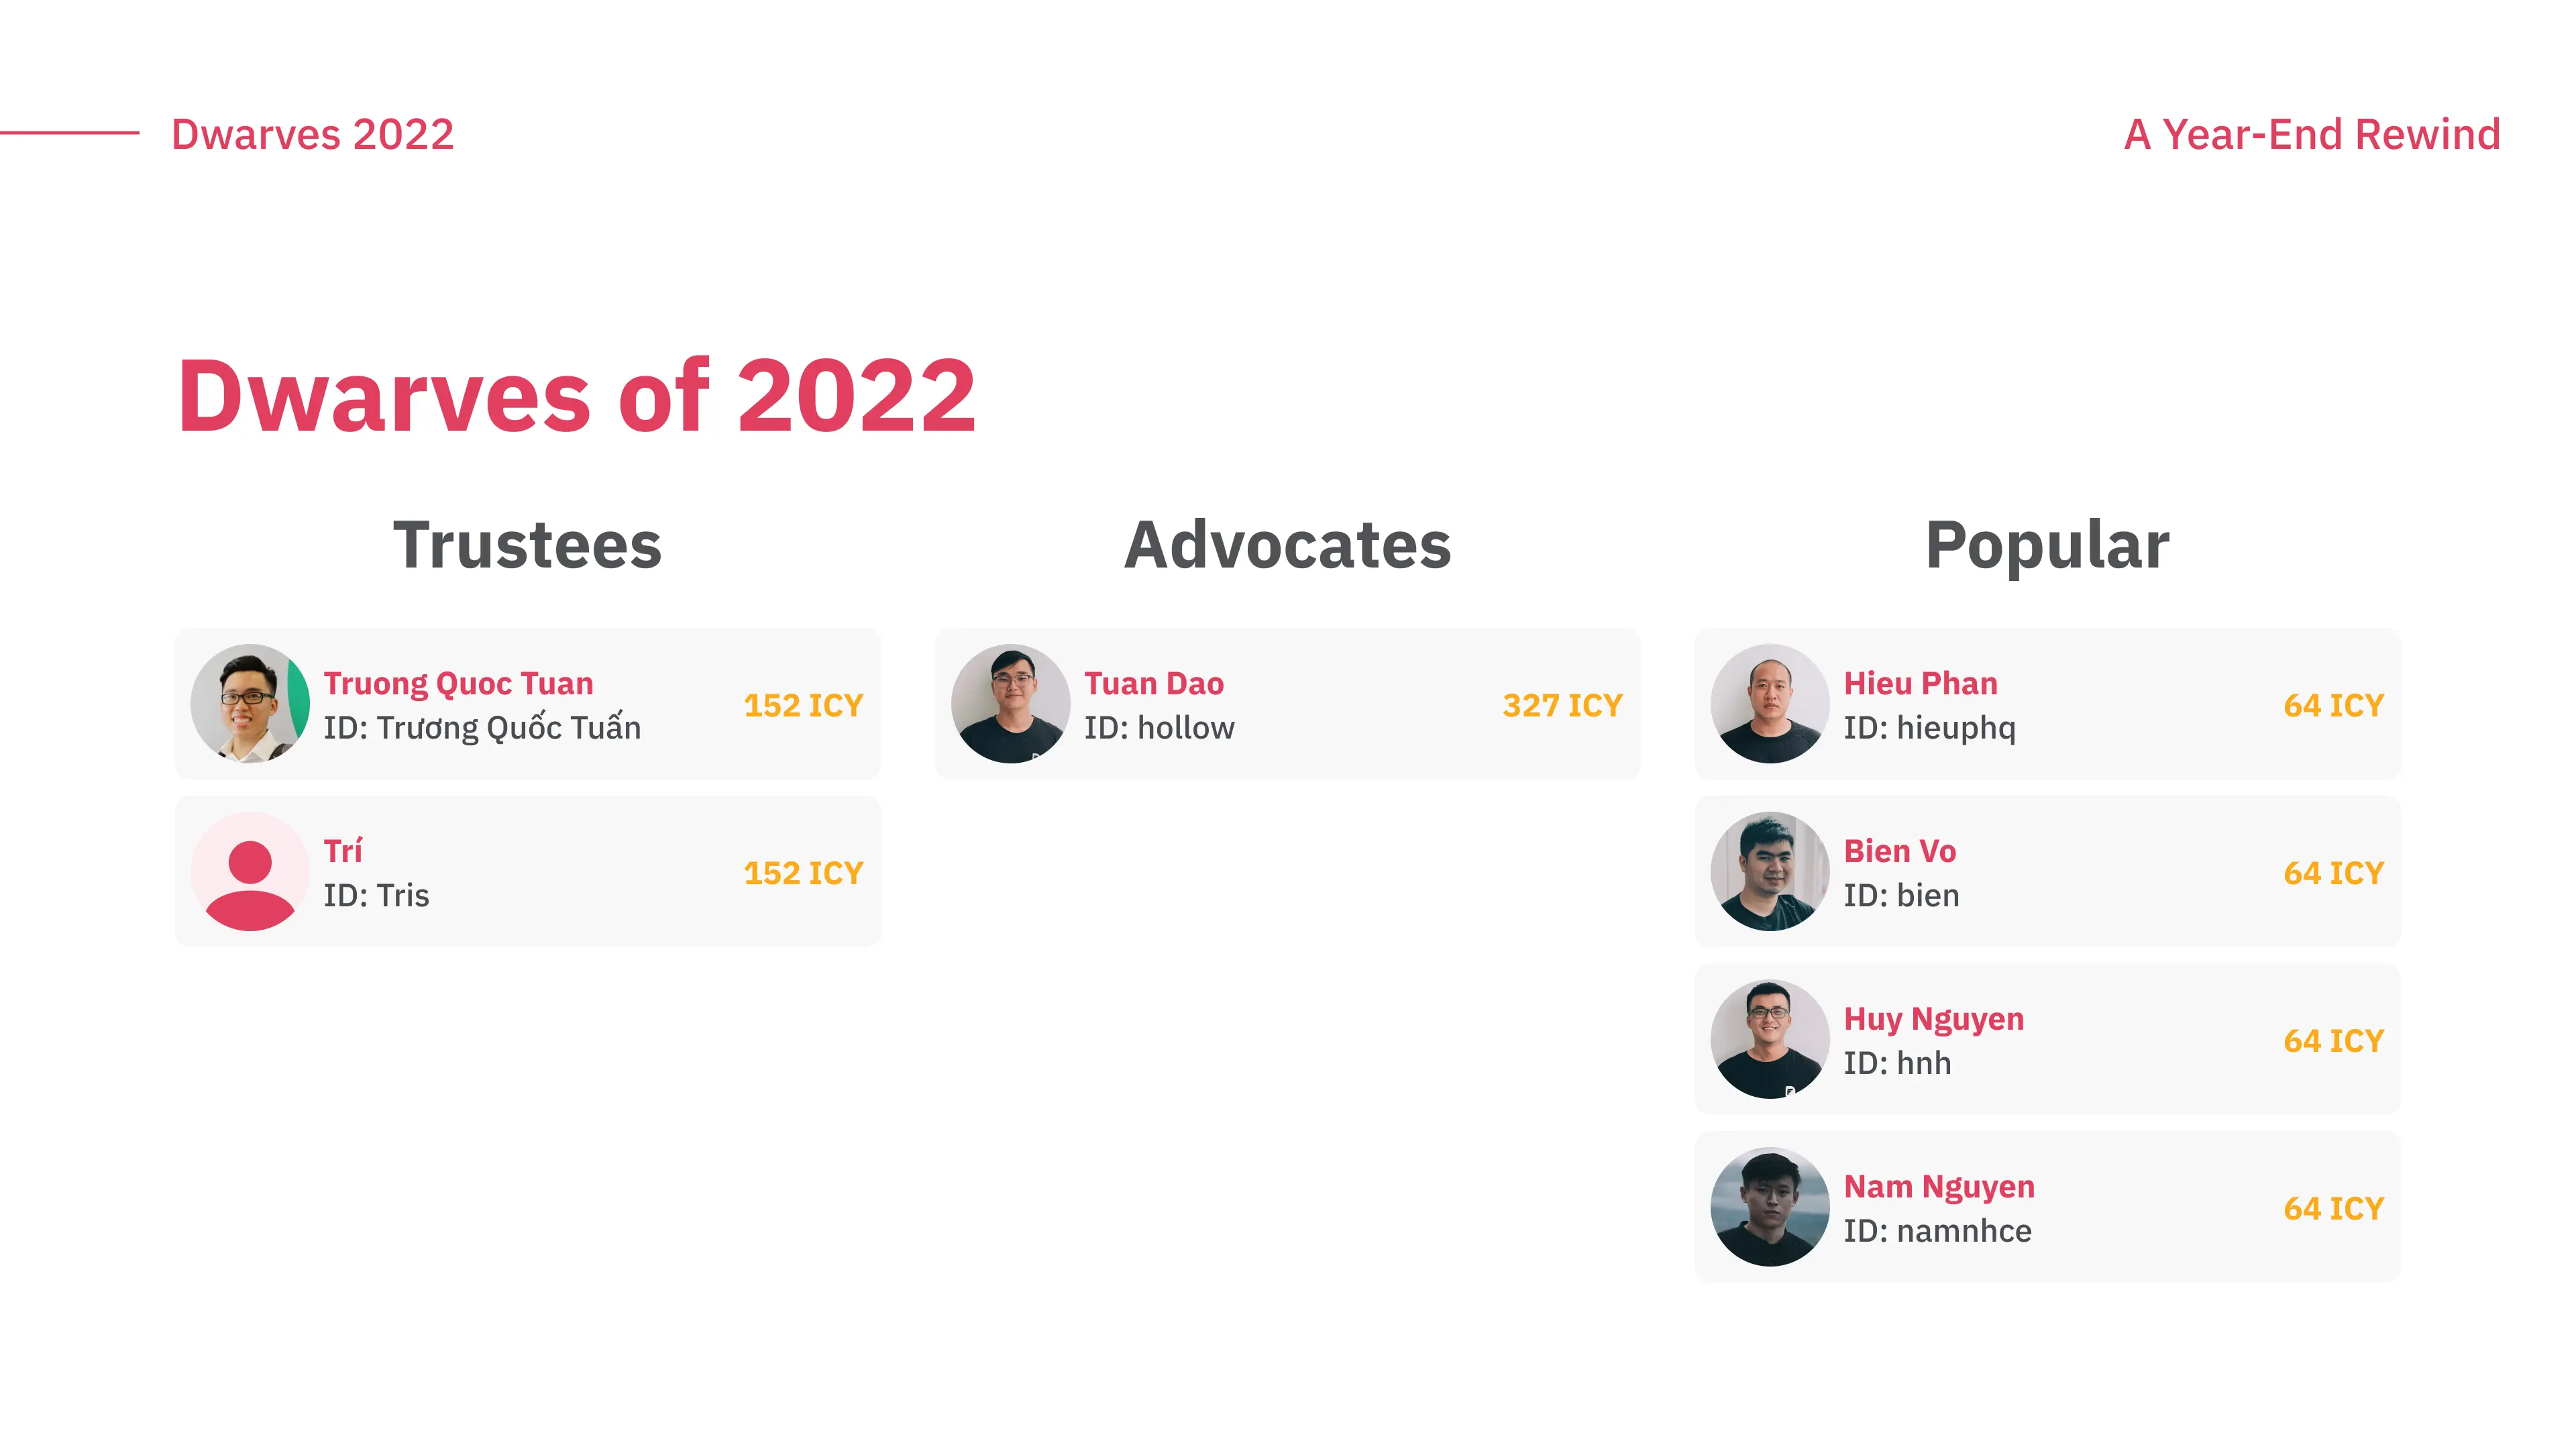 Dwarves 2022
A Year-End Rewind
Dwarves of 2022
Trustees
Truong Quoc Tuan
ID: Trương Quốc Tuấn
152 ICY
Trí
ID: Tris
152 ICY
Advocates
Tuan Dao
ID: hollow
327 ICY
Popular
Hieu Phan
ID: hieuphq
64 ICY
Bien Vo
ID: bien
64 ICY
Huy Nguyen
ID: hnh
64 ICY
Nam Nguyen
ID: namnhce
64 ICY